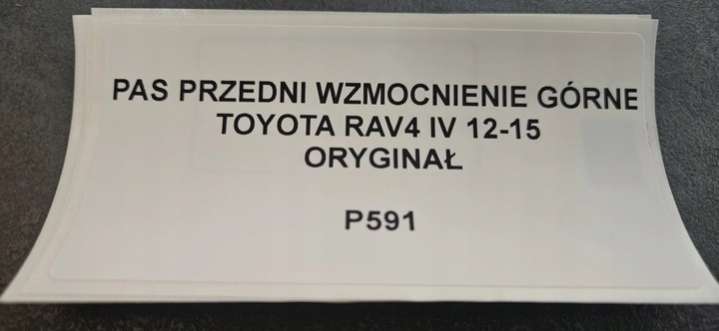 PAS PRZEDNI WZMOCNIENIE GÓRNE
TOYOTA RAV4 IV 12-15
ORYGINAŁ
P591